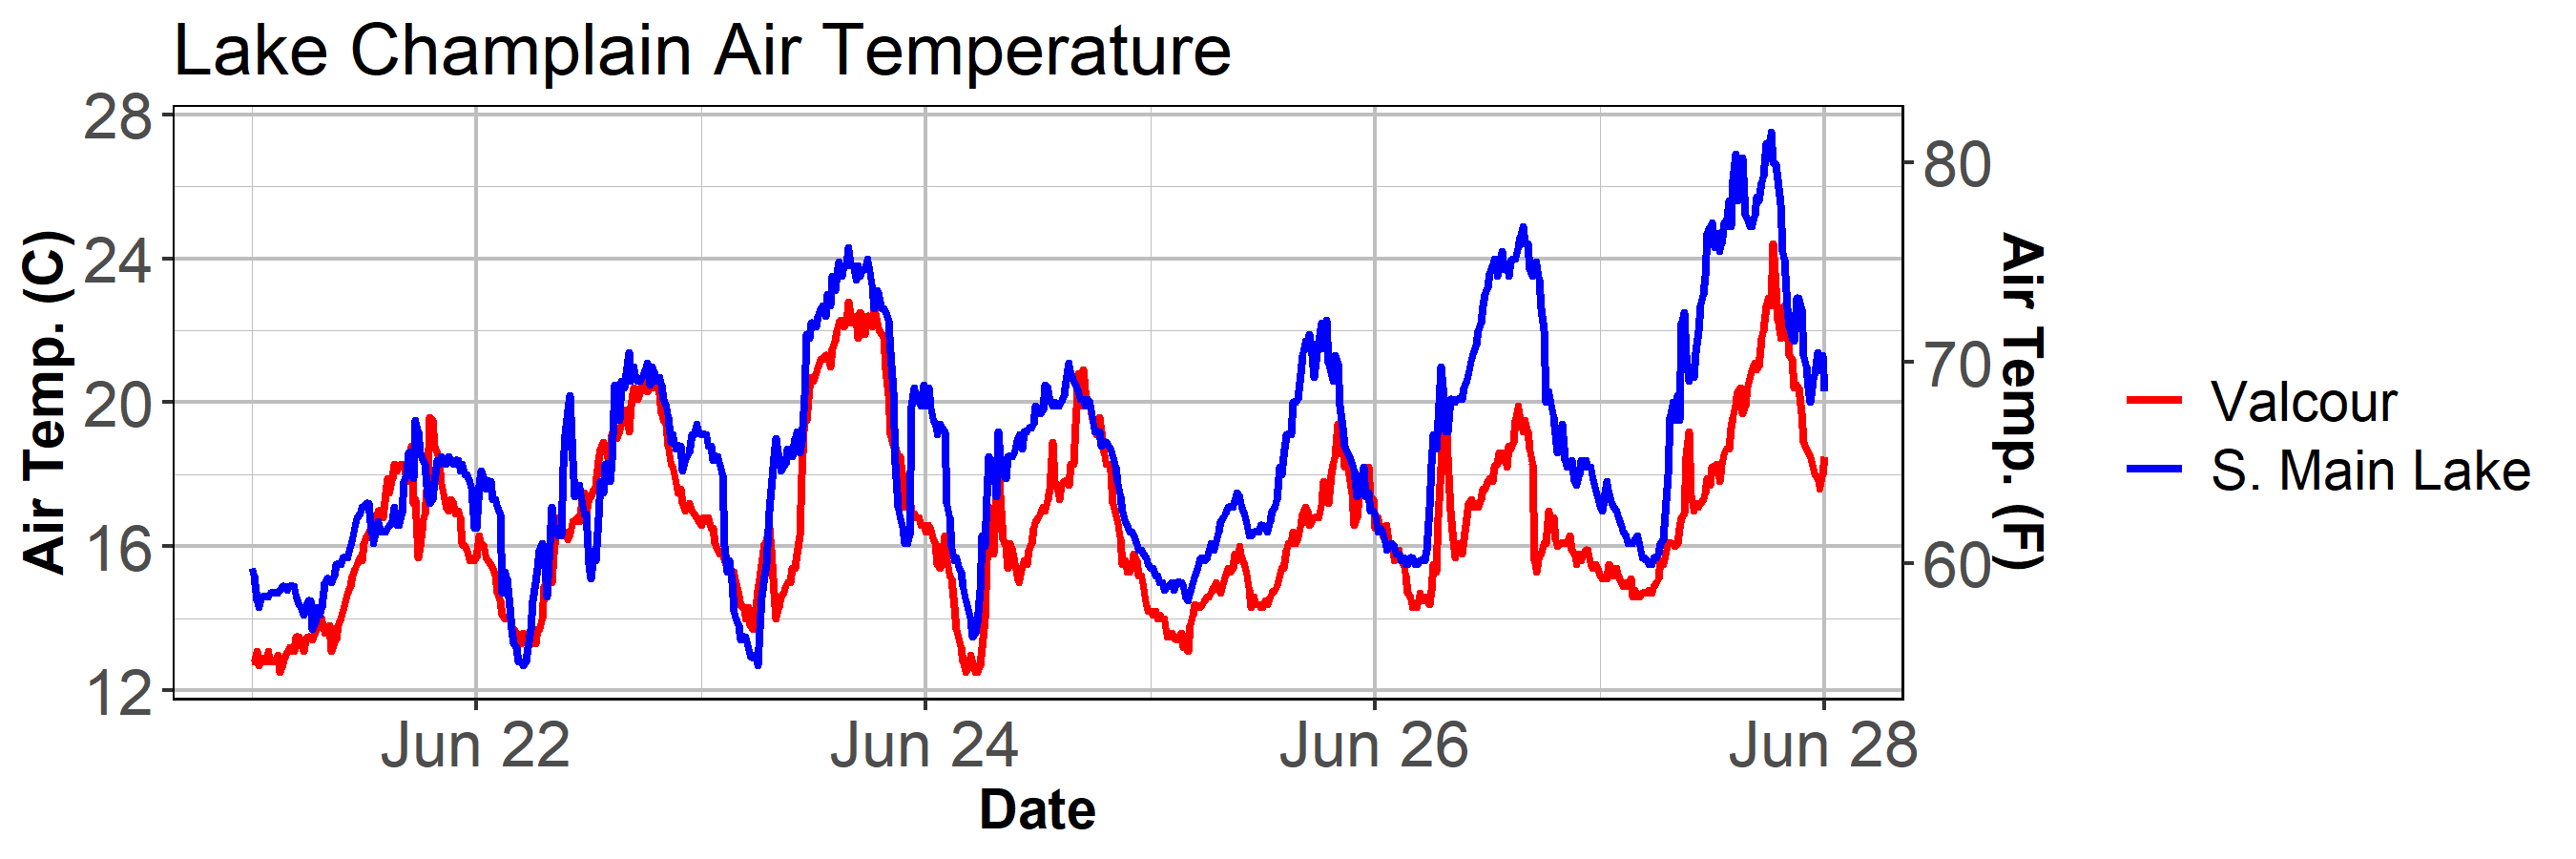 Lake Champlain Air Temperature
28
24
20
16
12
Air Temp. (C)
80
70
60
Air Temp. (F)
Jun 22
Jun 24
Jun 26
Jun 28
Date
Valcour
S. Main Lake